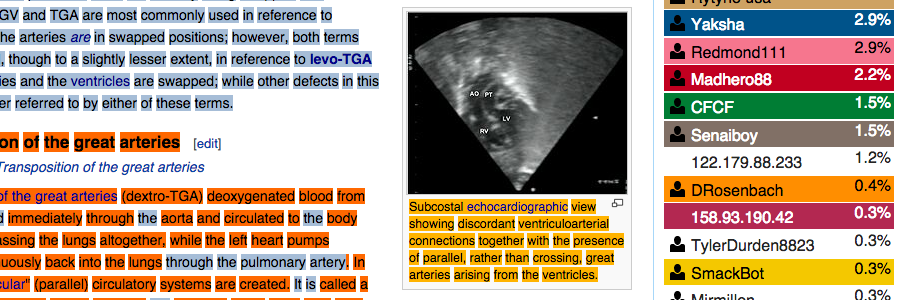 GV and TGA are most commonly used in reference to
he arteries are in swapped positions; however, both terms
, though to a slightly lesser extent, in reference to levo-TGA
ies and the ventricles are swapped; while other defects in this
er referred to by either of these terms.
on of the great arteries [edit]
Transposition of the great arteries
of the great arteries (dextro-TGA) deoxygenated blood from
d immediately through the aorta and circulated to the body
assing the lungs altogether, while the left heart pumps
uously back into the lungs through the pulmonary artery. In
cular" (parallel) circulatory systems are created. It is called a
AO PT
LV
RV
Subcostal echocardiographic view
showing discordant ventriculoarterial
connections together with the presence
of parallel, rather than crossing, great
arteries arising from the ventricles.
Yaksha 2.9%
Redmond111 2.9%
Madhero88 2.2%
CFCF 1.5%
Senaiboy 1.5%
122.179.88.233 1.2%
DRosenbach 0.4%
158.93.190.42 0.3%
TylerDurden8823 0.3%
SmackBot 0.3%
0.3%